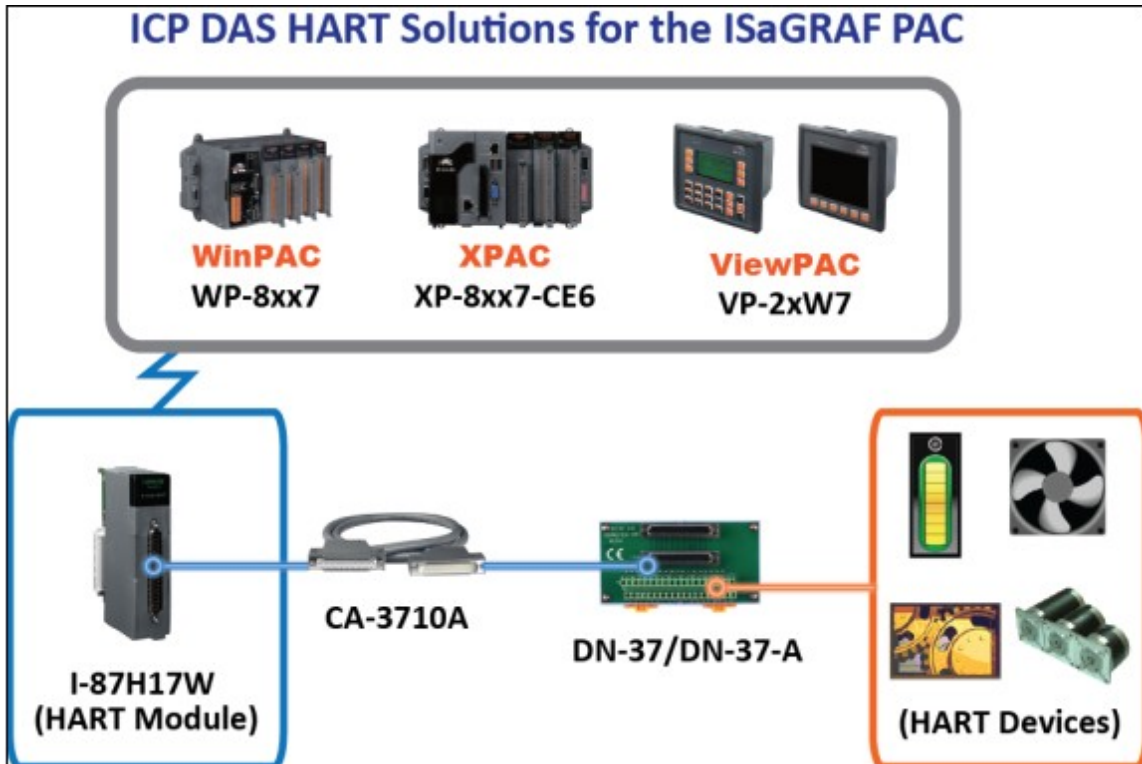 ICP DAS HART Solutions for the ISaGRAF PAC
WinPAC
WP-8xx7
XPAC
XP-8xx7-CE6
ViewPAC
VP-2xW7
I-87H17W
(HART Module)
CA-3710A
CE
DN-37/DN-37-A
(HART Devices)